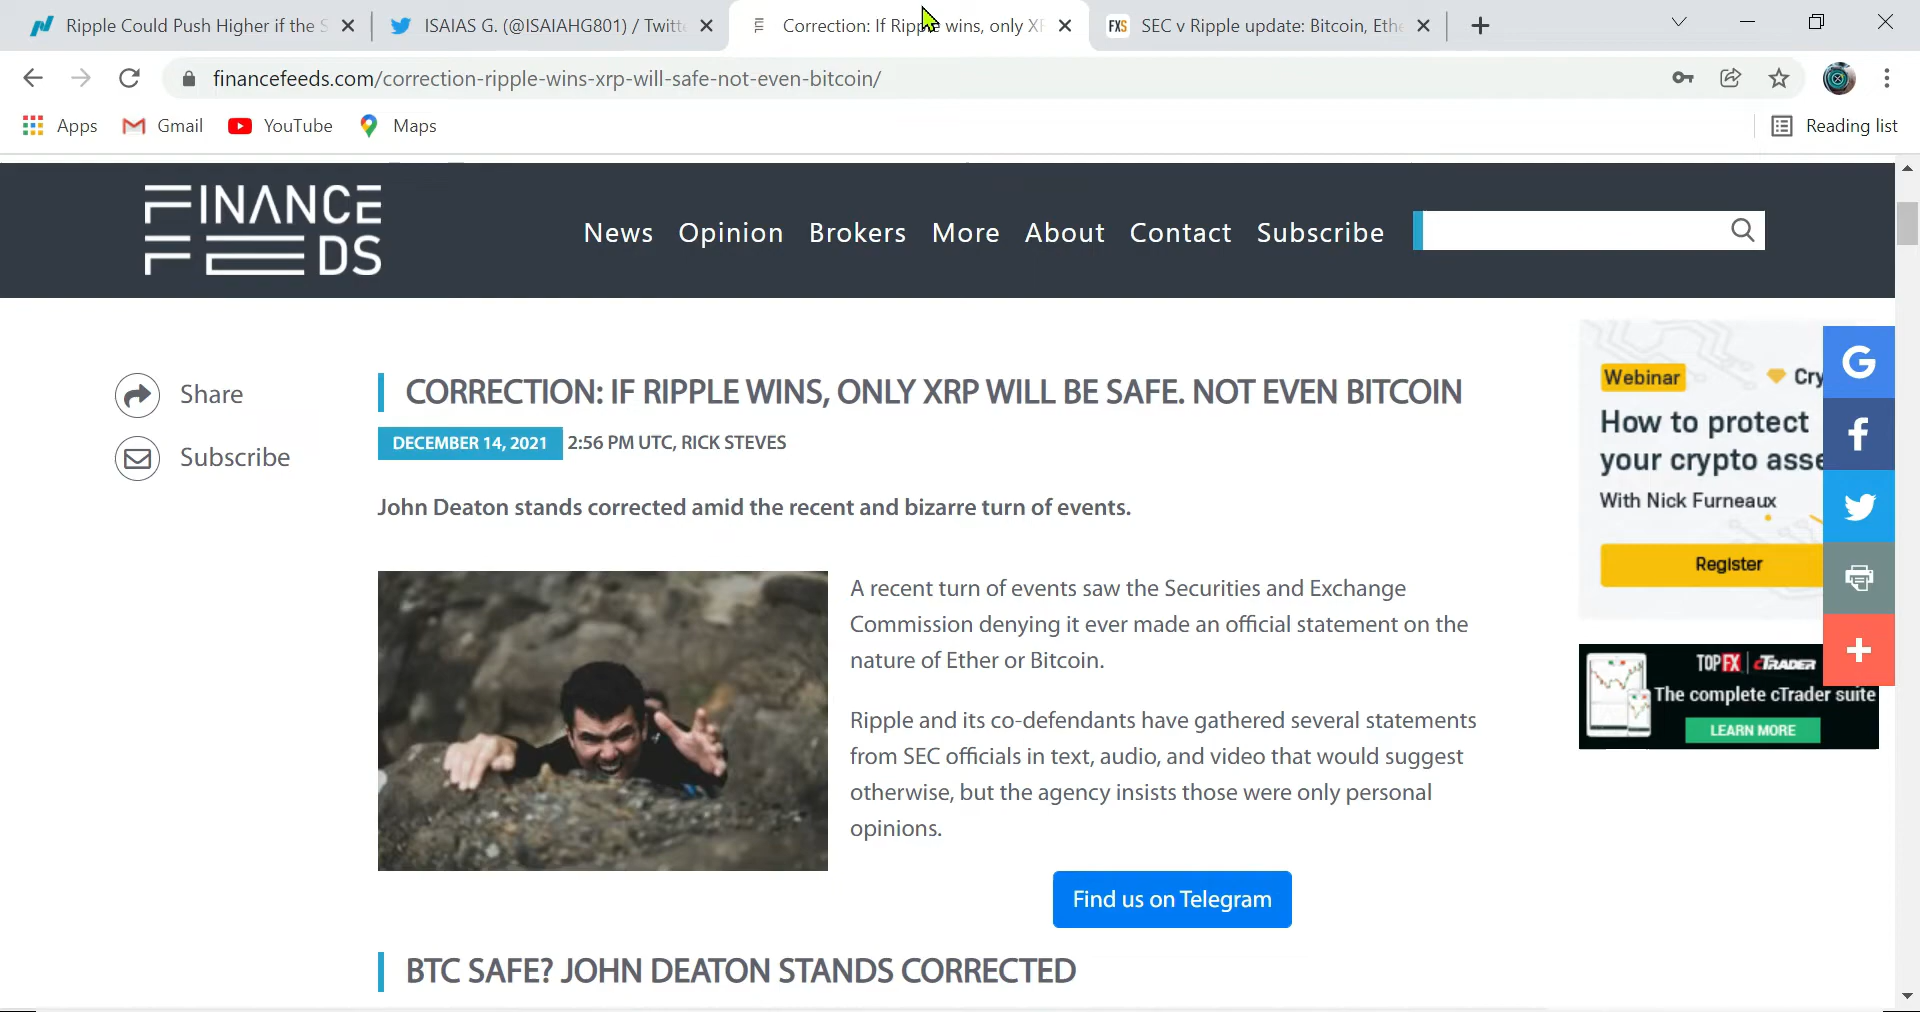 Ripple Could Push Higher if the S
ISAIAS G. (@ISAIAHG801) / Twitte
Correction: If Ripple wins, only XR
FXS SEC v Ripple update: Bitcoin, Ethe
financefeeds.com/correction-ripple-wins-xrp-will-safe-not-even-bitcoin/
Apps Gmail YouTube Maps Reading list
FINANCE
FEEDS
News Opinion Brokers More About Contact Subscribe
Share
Subscribe
CORRECTION: IF RIPPLE WINS, ONLY XRP WILL BE SAFE. NOT EVEN BITCOIN
DECEMBER 14, 2021 2:56 PM UTC, RICK STEVES
John Deaton stands corrected amid the recent and bizarre turn of events.
A recent turn of events saw the Securities and Exchange
Commission denying it ever made an official statement on the
nature of Ether or Bitcoin.
Ripple and its co-defendants have gathered several statements
from SEC officials in text, audio, and video that would suggest
otherwise, but the agency insists those were only personal
opinions.
Find us on Telegram
BTC SAFE? JOHN DEATON STANDS CORRECTED
Webinar Cry
How to protect
your crypto asse
With Nick Furneaux
Register
G
f
TOPFX cTRADER
The complete cTrader suite
LEARN MORE